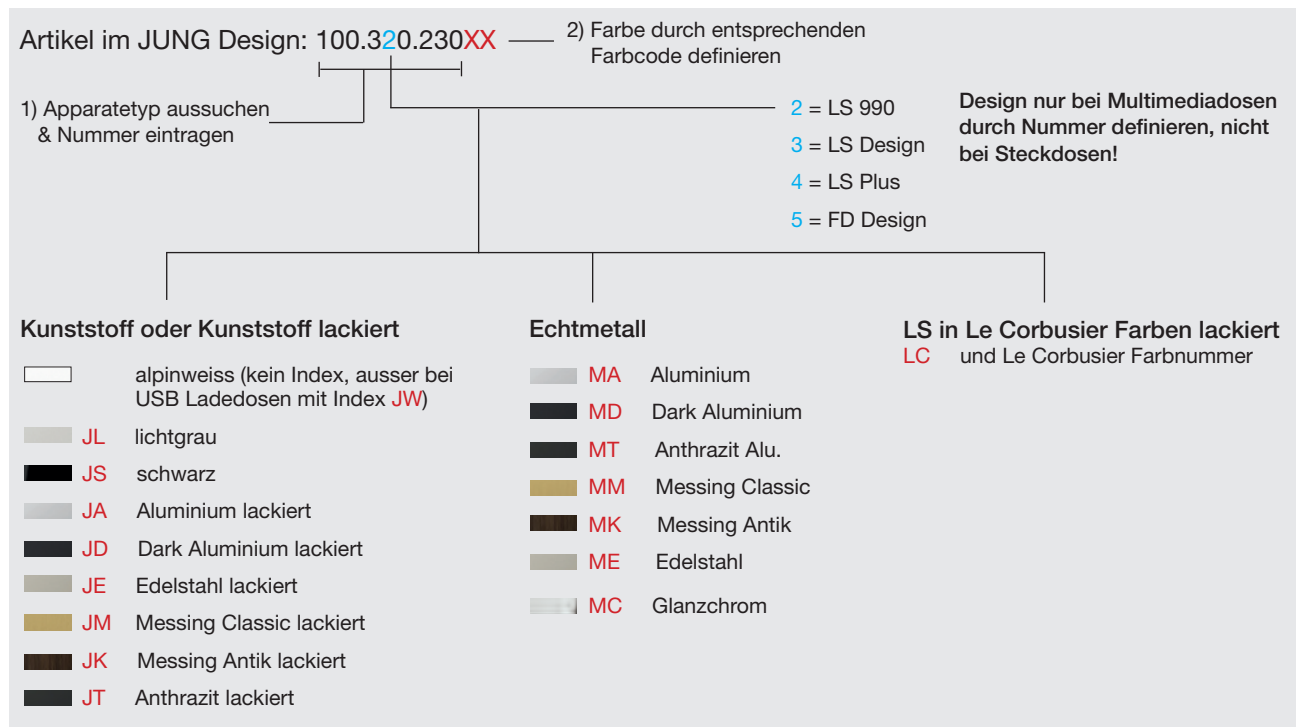 Artikel im JUNG Design: 100.320.230XX
2) Farbe durch entsprechenden
Farbcode definieren
1) Apparatetyp aussuchen
& Nummer eintragen
2 = LS 990
3 = LS Design
4 = LS Plus
5 = FD Design
Design nur bei Multimediadosen
durch Nummer definieren, nicht
bei Steckdosen!
Kunststoff oder Kunststoff lackiert
alpinweiss (kein Index, ausser bei
USB Ladedosen mit Index JW)
JL lichtgrau
JS schwarz
JA Aluminium lackiert
JD Dark Aluminium lackiert
JE Edelstahl lackiert
JM Messing Classic lackiert
JK Messing Antik lackiert
JT Anthrazit lackiert
Echtmetall
MA Aluminium
MD Dark Aluminium
MT Anthrazit Alu.
MM Messing Classic
MK Messing Antik
ME Edelstahl
MC Glanzchrom
LS in Le Corbusier Farben lackiert
LC und Le Corbusier Farbnummer